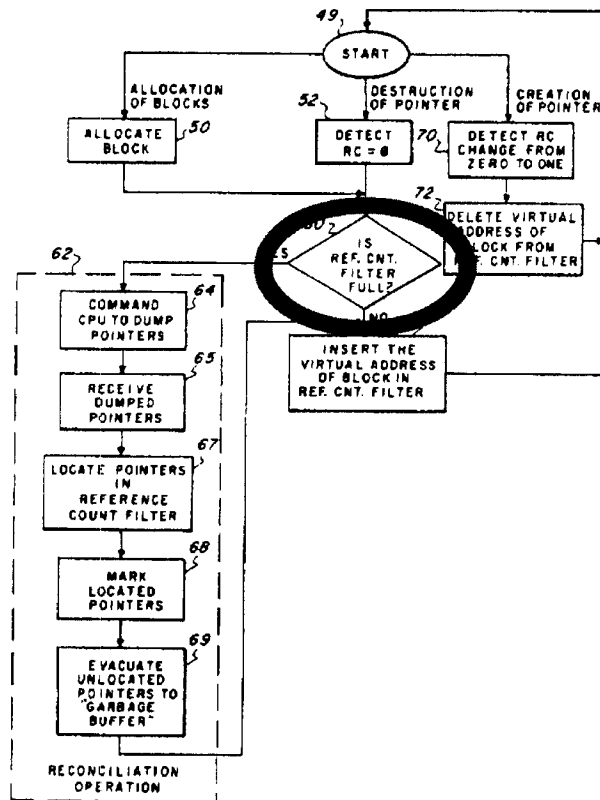 49
START
ALLOCATION
OF BLOCKS
DESTRUCTION
OF POINTER
CREATION
OF POINTER
50
ALLOCATE
BLOCK
52
DETECT
RC = 0
70
DETECT RC
CHANGE FROM
ZERO TO ONE
72
DELETE VIRTUAL
ADDRESS OF
BLOCK FROM
REF. CNT. FILTER
IS
REF. CNT.
FILTER
FULL?
NO
INSERT THE
VIRTUAL ADDRESS
OF BLOCK IN
REF. CNT. FILTER
62
64
COMMAND
CPU TO DUMP
POINTERS
65
RECEIVE
DUMPED
POINTERS
67
LOCATE POINTERS
IN
REFERENCE
COUNT FILTER
68
MARK
LOCATED
POINTERS
69
EVACUATE
UNLOCATED
POINTERS TO
"GARBAGE
BUFFER"
RECONCILIATION
OPERATION